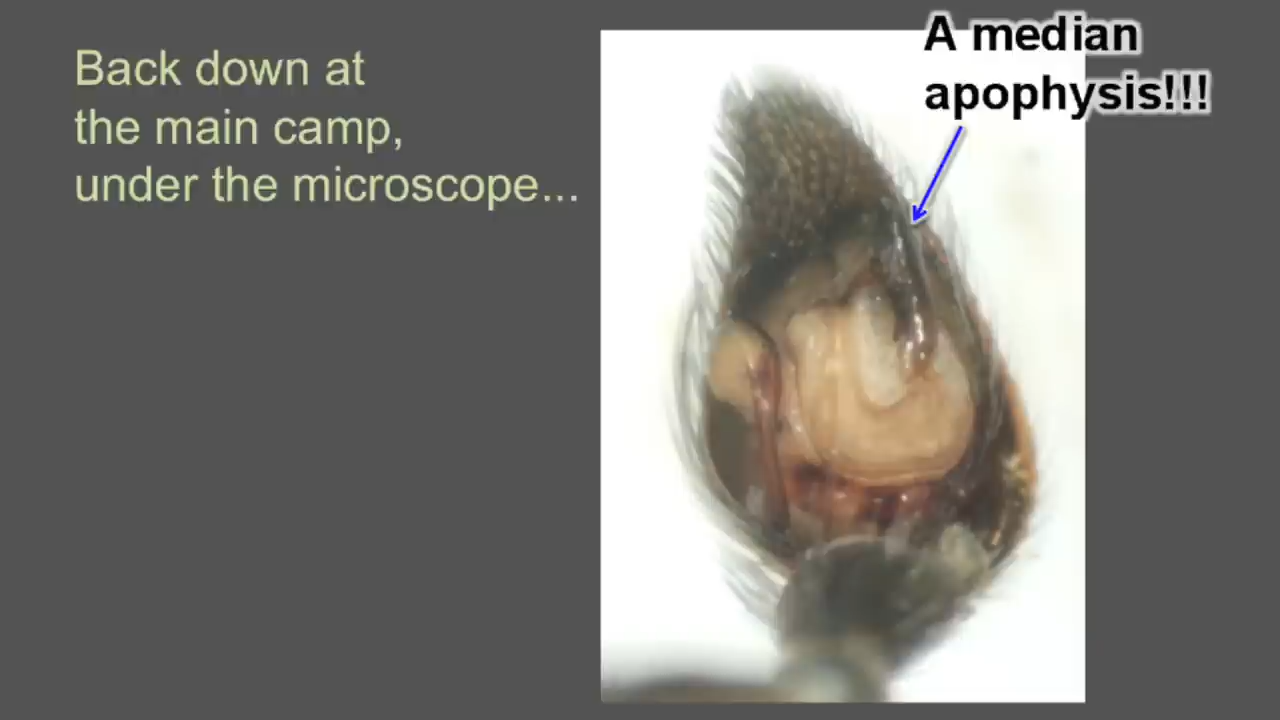 Back down at
the main camp,
under the microscope...
A median
apophysis!!!